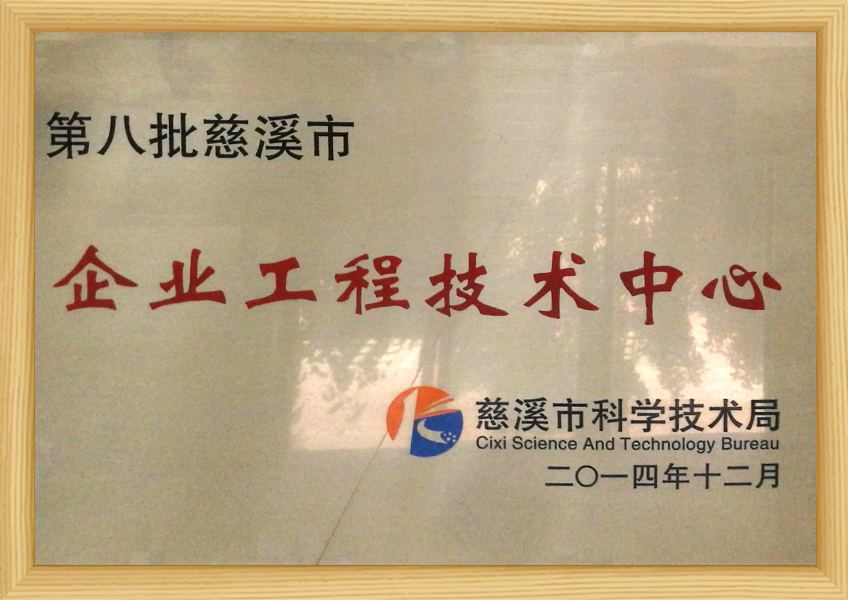 第八批慈溪市
企业工程技术中心
慈溪市科学技术局
Cixi Science And Technology Bureau
二〇一四年十二月